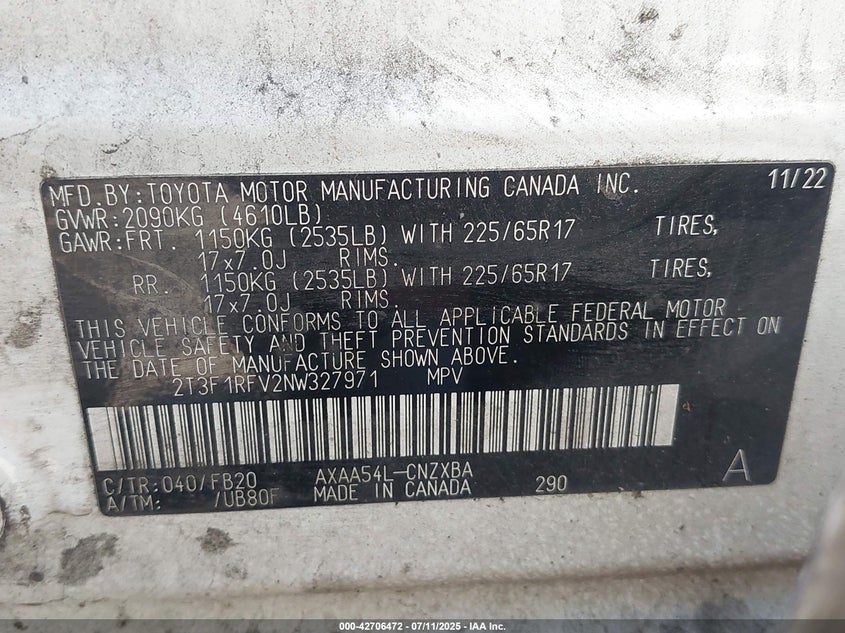 MFD.BY:TOYOTA MOTOR MANUFACTURING CANADA INC. 11/22
GVWR:2090KG (4610LB)
GAWR:FRT. 1150KG (2535LB) WITH 225/65R17 TIRES,
17x7.0J RIMS.
RR. 1150KG (2535LB) WITH 225/65R17 TIRES,
17x7.0J RIMS.
THIS VEHICLE CONFORMS TO ALL APPLICABLE FEDERAL MOTOR
VEHICLE SAFETY AND THEFT PREVENTION STANDARDS IN EFFECT ON
THE DATE OF MANUFACTURE SHOWN ABOVE.
2T3F1RFV2NW327971 MPV
C/TR:040/FB20 AXAA54L-CNZXBA
A/TM: /UB80F MADE IN CANADA 290 A
000-42706472 - 07/11/2025 - IAA Inc.